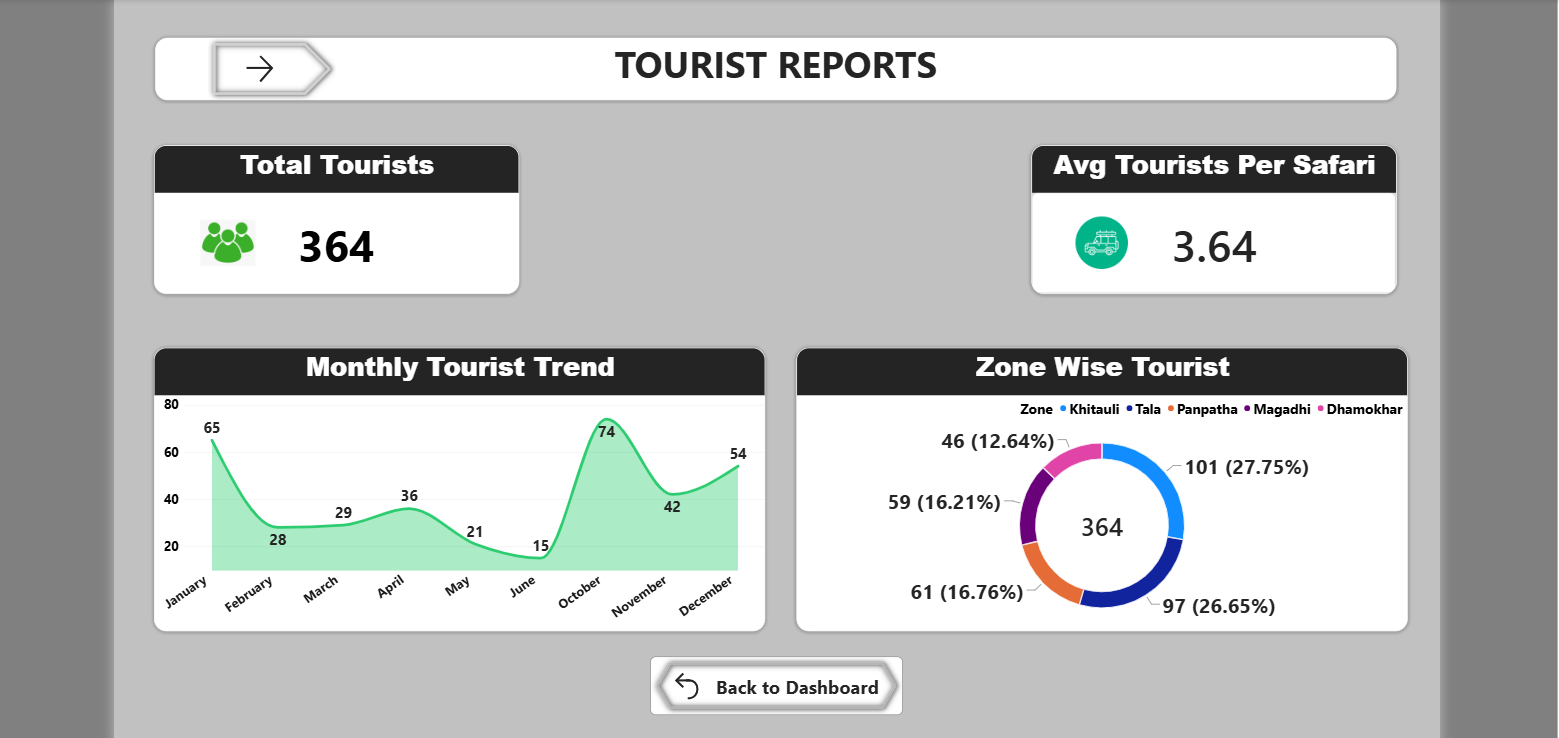 TOURIST REPORTS
Total Tourists
364
Avg Tourists Per Safari
3.64
Monthly Tourist Trend
80
60
40
20
65
28
29
36
21
15
74
42
54
January
February
March
April
May
June
October
November
December
Zone Wise Tourist
Zone Khitauli Tala Panpatha Magadhi Dhamokhar
46 (12.64%)
101 (27.75%)
59 (16.21%)
364
61 (16.76%)
97 (26.65%)
Back to Dashboard